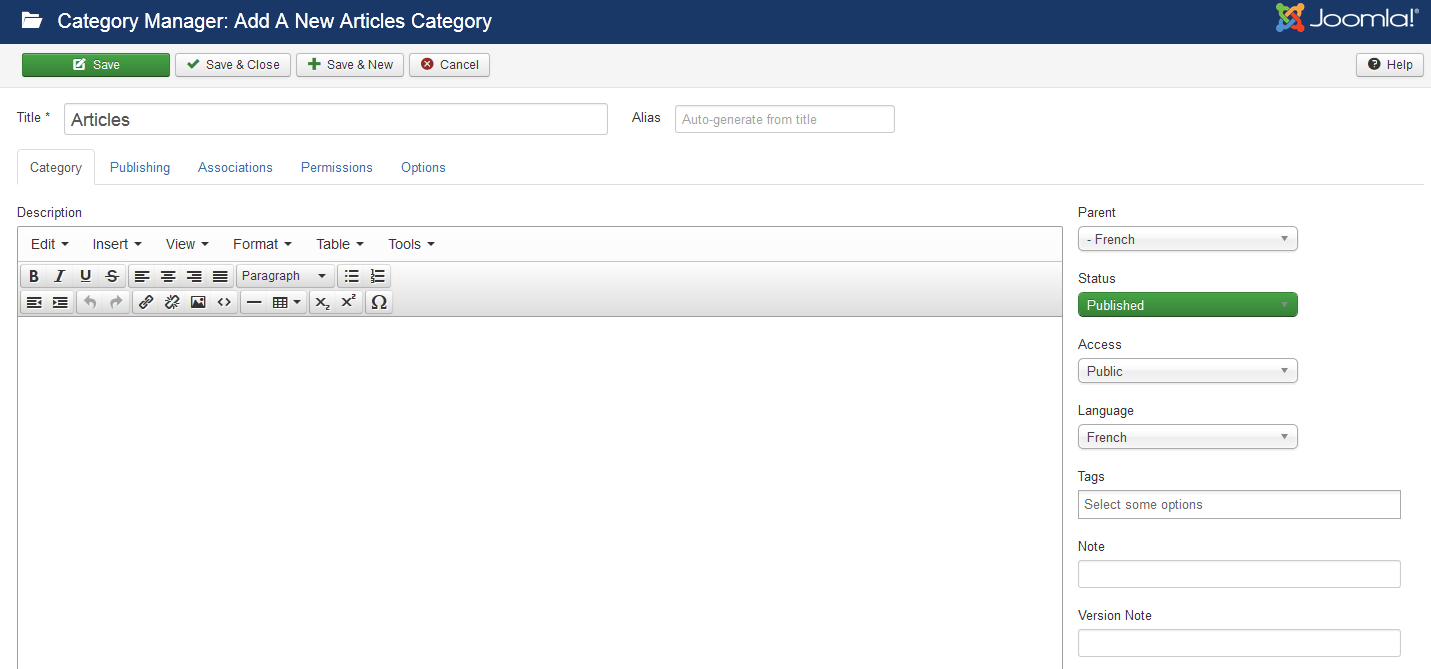 Category Manager: Add A New Articles Category
Joomla!®
Save
Save & Close
Save & New
Cancel
Help
Title *
Articles
Alias
Auto-generate from title
Category
Publishing
Associations
Permissions
Options
Description
Edit
Insert
View
Format
Table
Tools
B I U S
Paragraph
Parent
- French
Status
Published
Access
Public
Language
French
Tags
Select some options
Note
Version Note